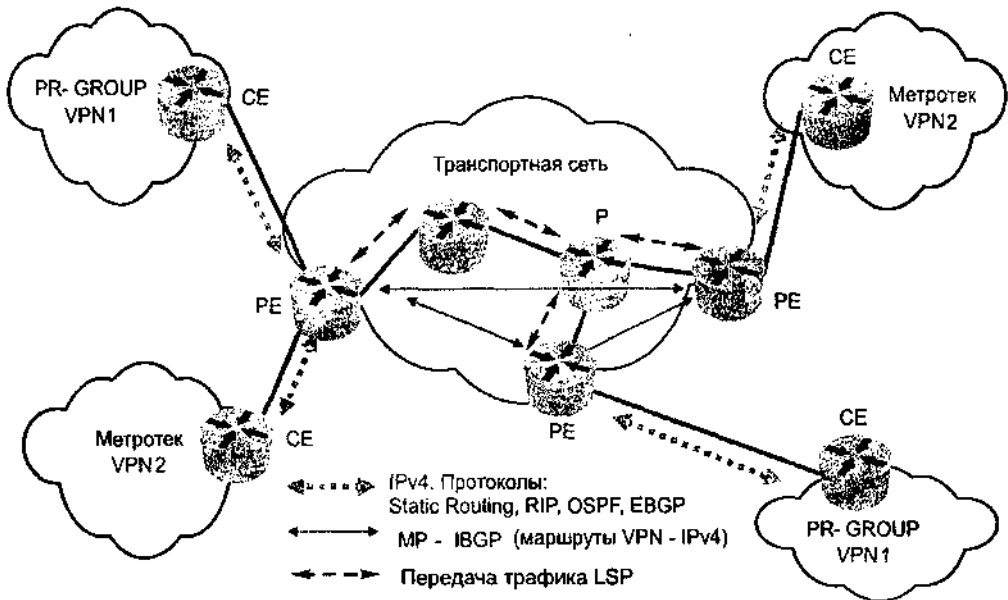 PR- GROUP
VPN1
CE
CE
Метротек
VPN2
Транспортная сеть
P
PE
PE
Метротек
VPN2
CE
PE
CE
PR- GROUP
VPN1
IPv4. Протоколы:
Static Routing, RIP, OSPF, EBGP
MP - IBGP (маршруты VPN - IPv4)
Передача трафика LSP